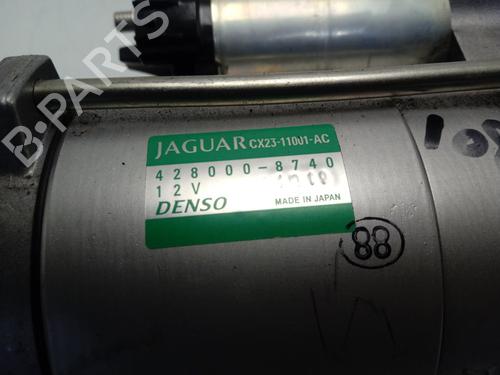 B-PARTS
JAGUAR CX23-11001-AC
428000-8740
12V
DENSO MADE IN JAPAN
88